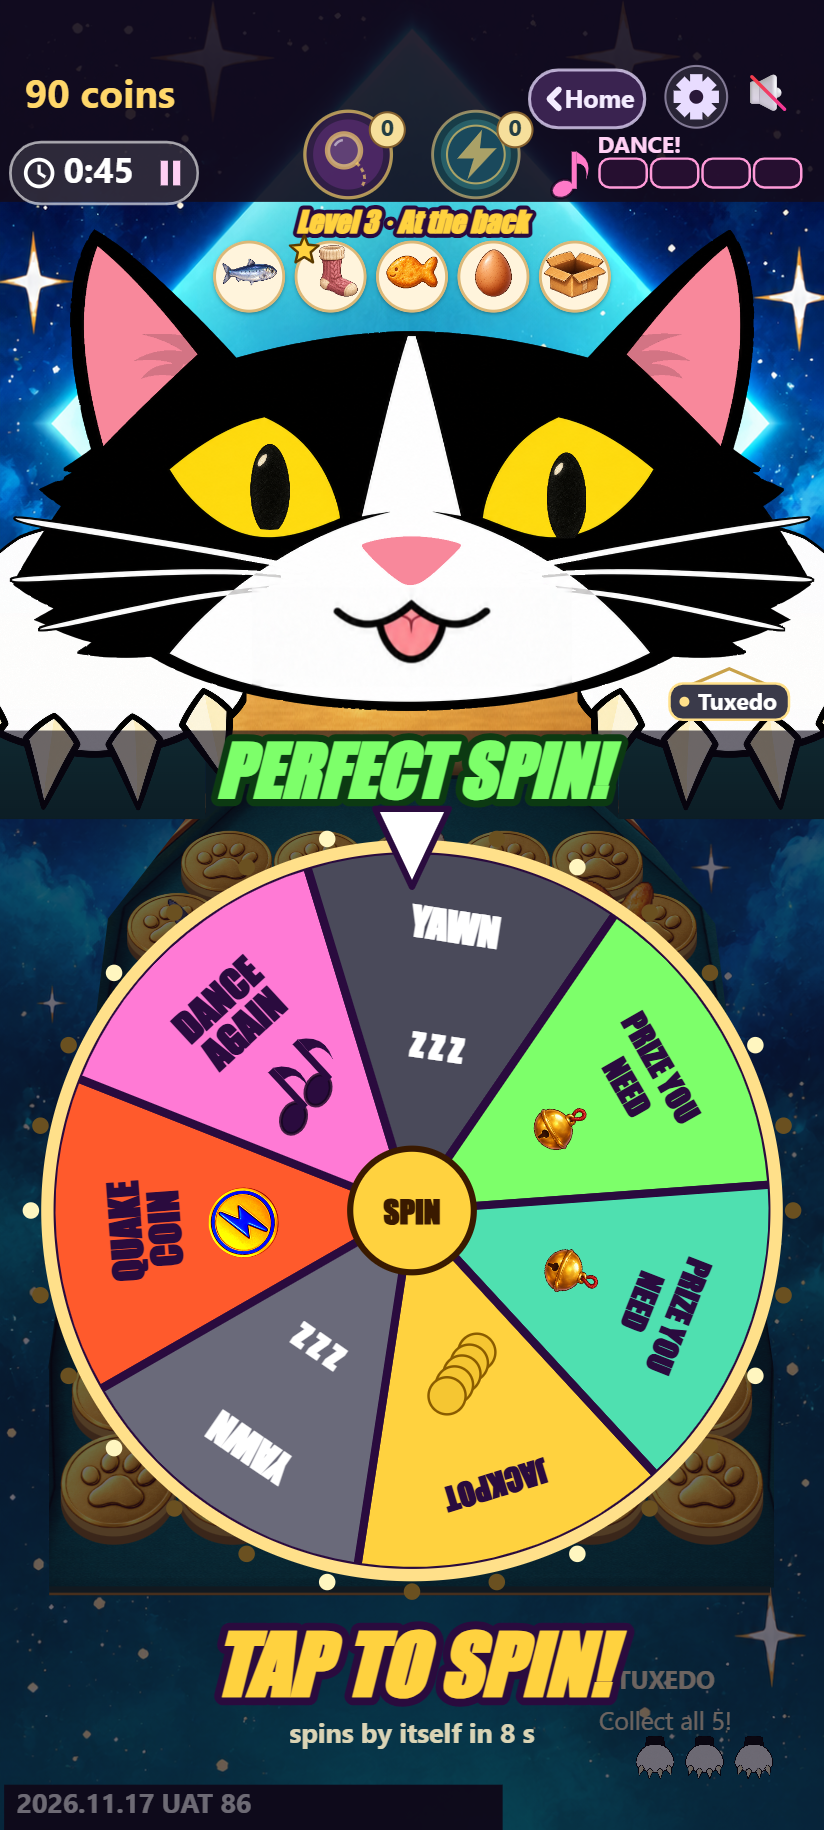 90 coins
Home
0:45
0
0
DANCE!
Level 3 · At the back
Tuxedo
PERFECT SPIN!
YAWN
ZZZ
PRIZE YOU
NEED
PRIZE YOU
NEED
JACKPOT
YAWN
ZZZ
QUAKE
COIN
DANCE
AGAIN
SPIN
TAP TO SPIN!
TUXEDO
Collect all 5!
spins by itself in 8 s
2026.11.17 UAT 86